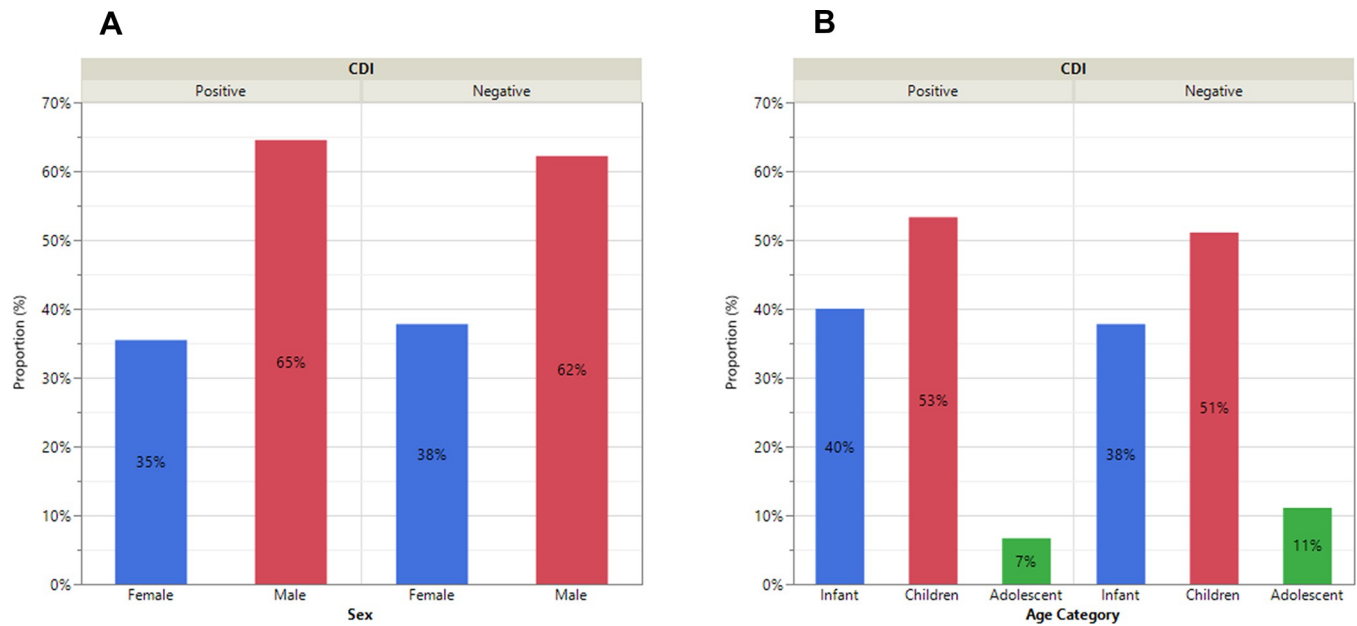 A
CDI
Positive Negative
70%
60%
50%
40%
30%
20%
10%
0%
Proportion (%)
35%
65%
38%
62%
Female Male Female Male
Sex
B
CDI
Positive Negative
70%
60%
50%
40%
30%
20%
10%
0%
Proportion (%)
40%
53%
7%
38%
51%
11%
Infant Children Adolescent Infant Children Adolescent
Age Category